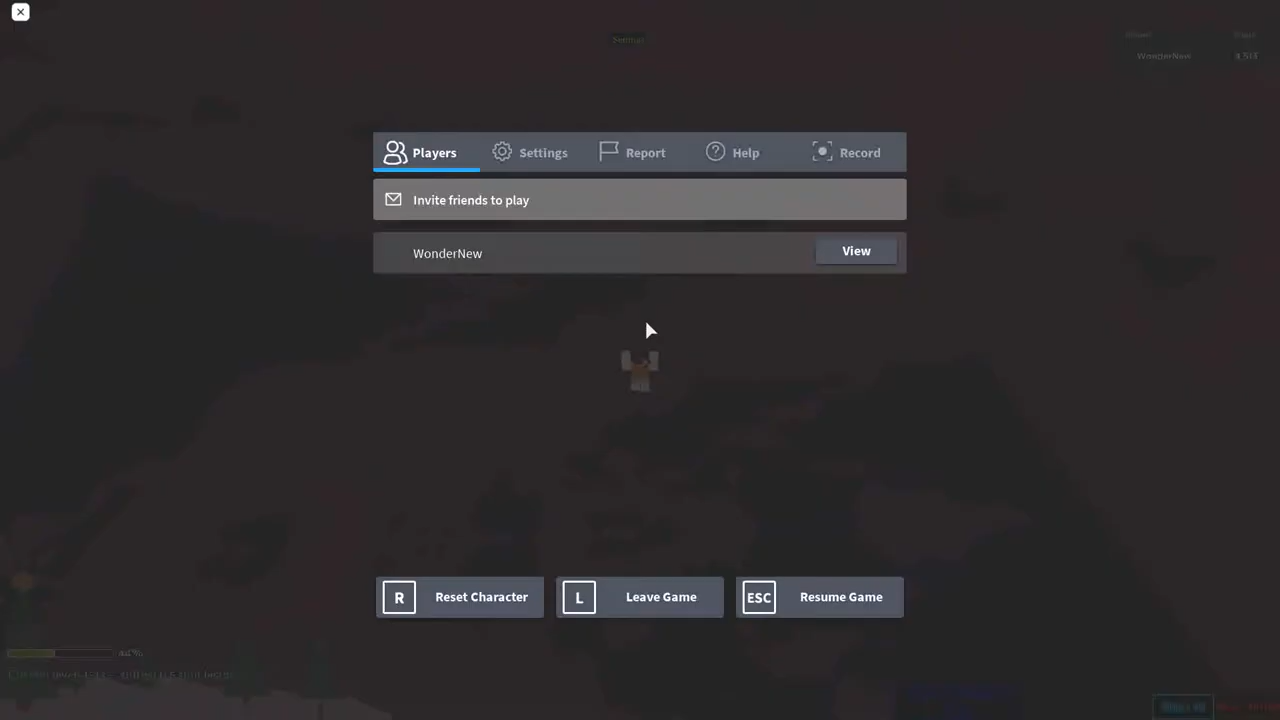 Settings
WonderNew
Players
Settings
Report
Help
Record
Invite friends to play
WonderNew
View
R Reset Character
L Leave Game
ESC Resume Game